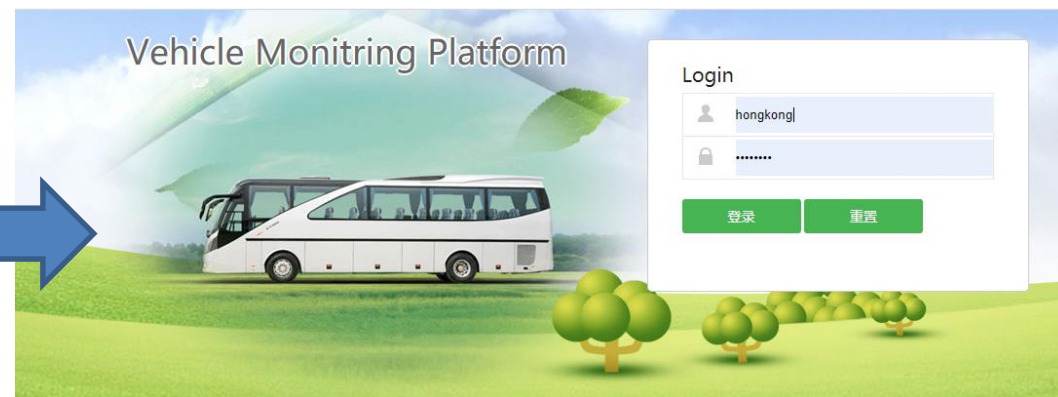 Vehicle Monitring Platform
Login
hongkong
••••••••
登录
重置